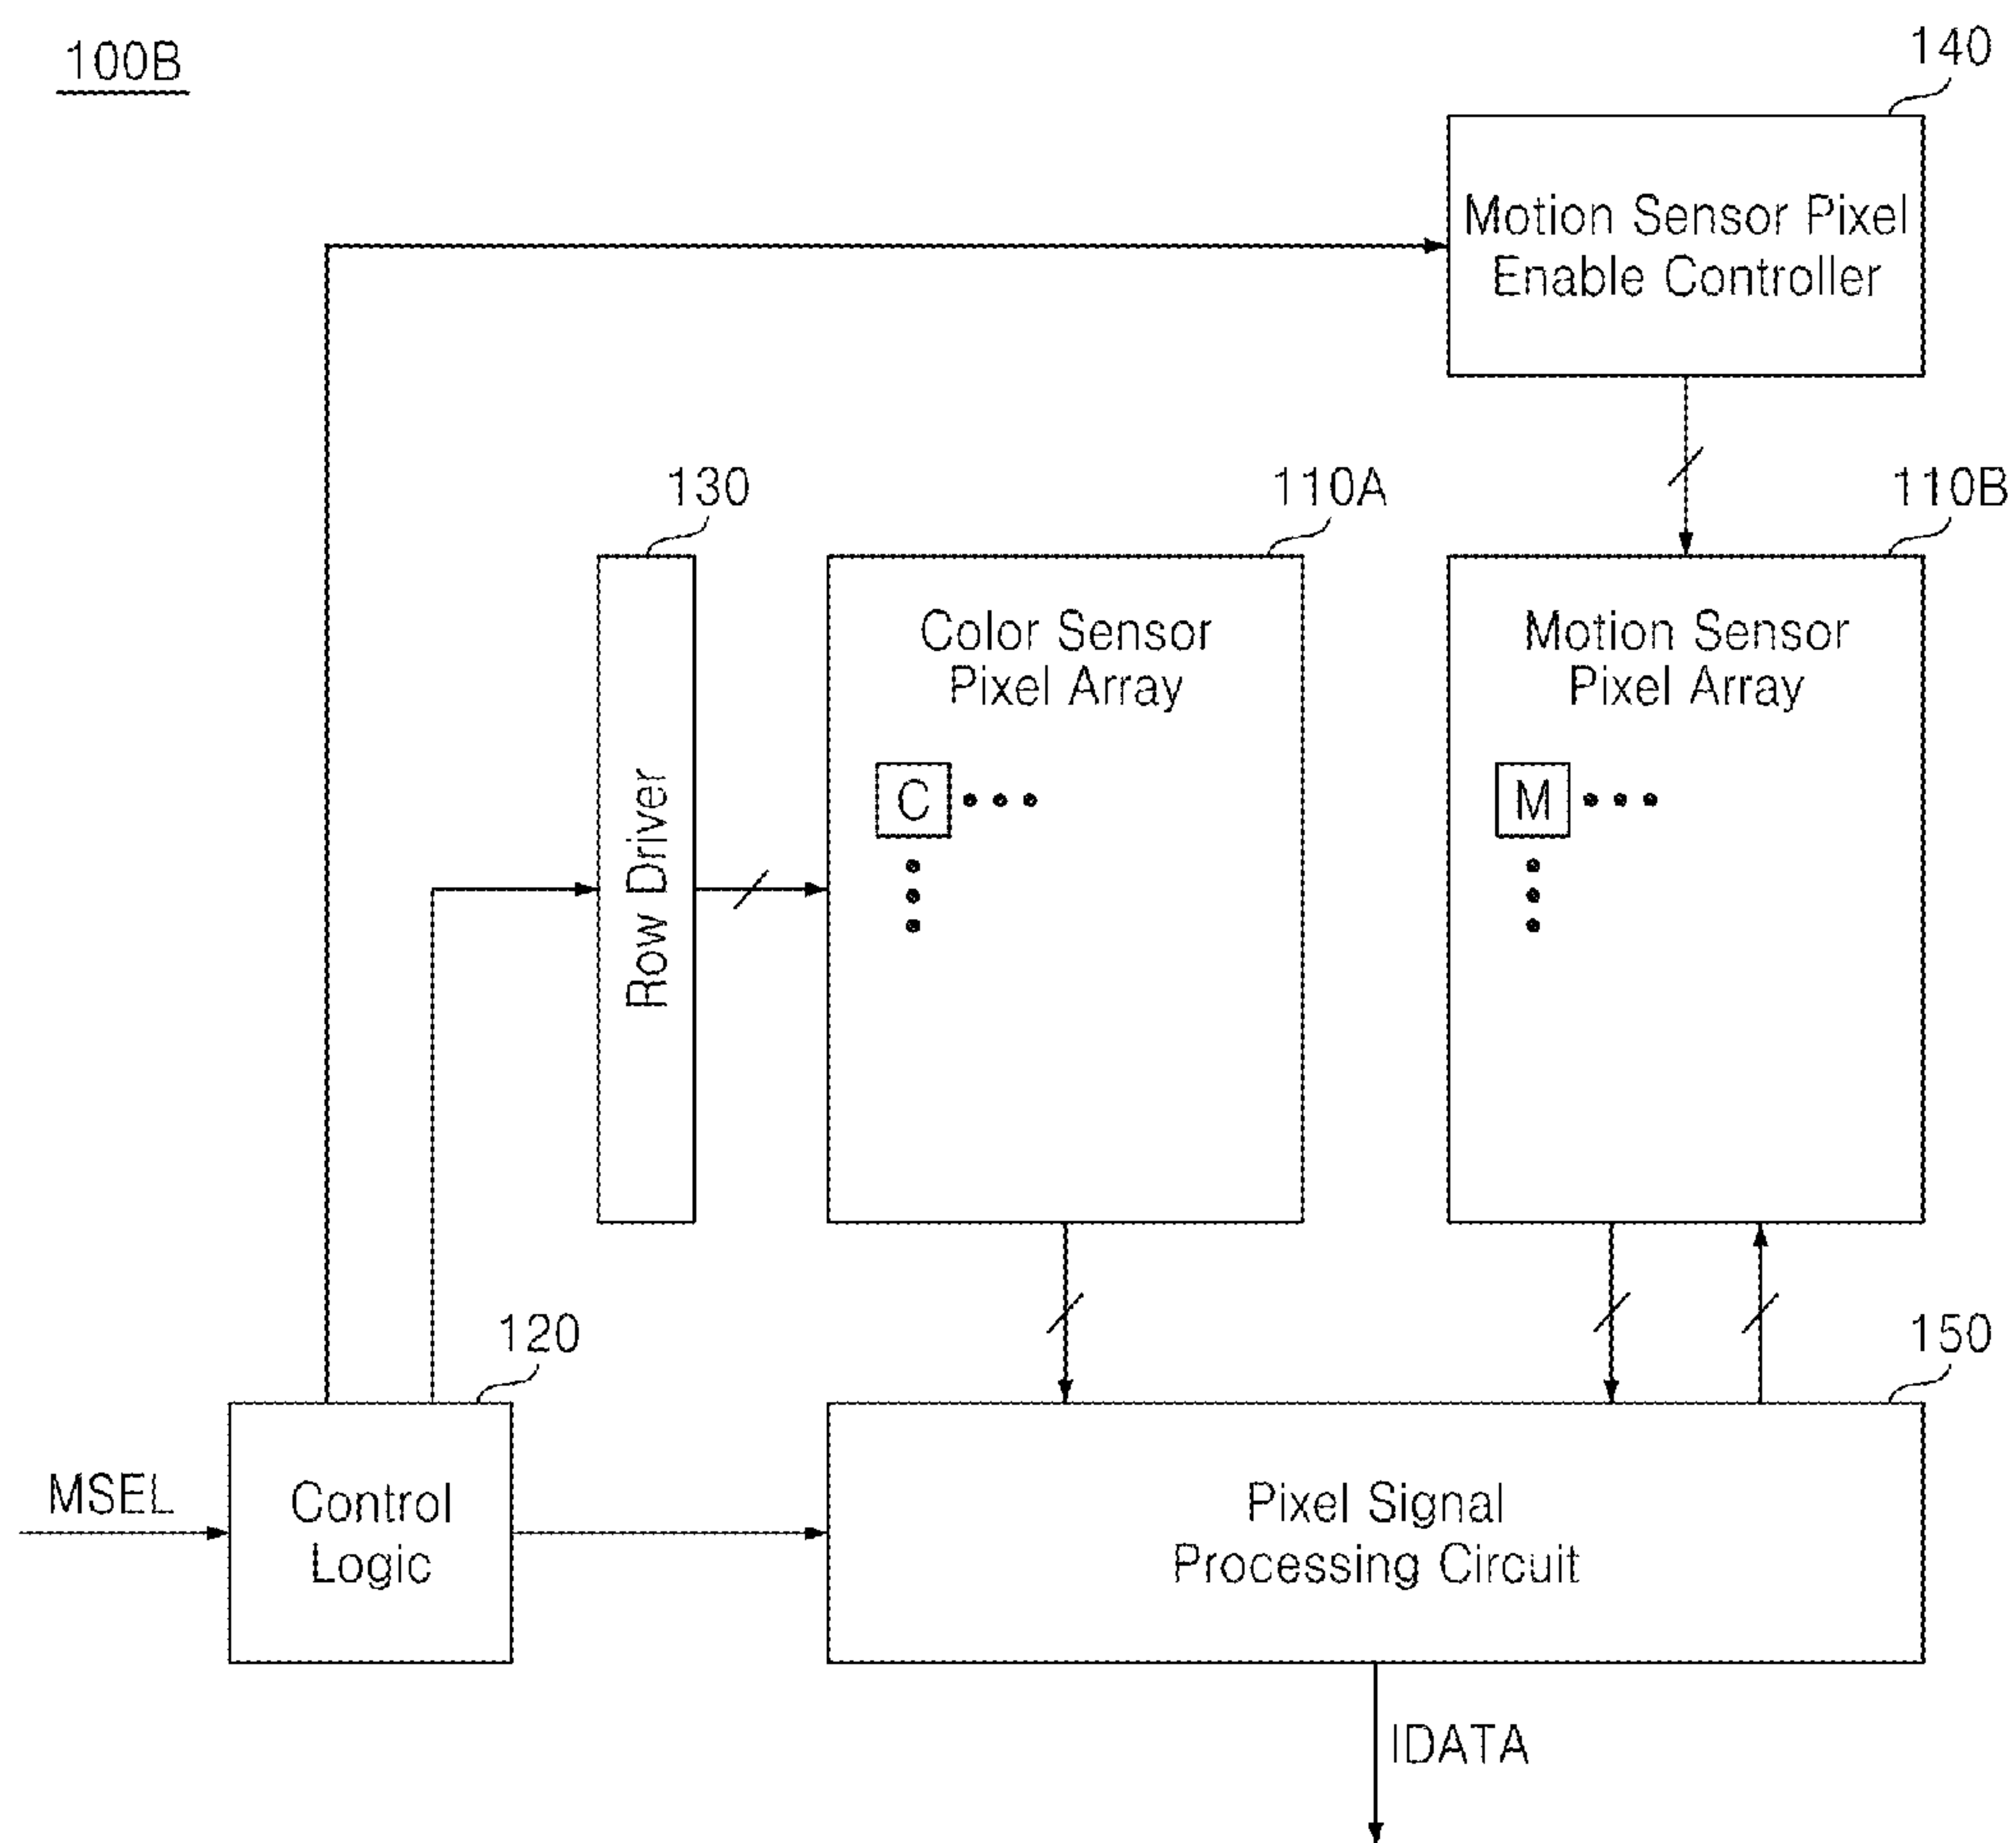 100B
140
Motion Sensor Pixel
Enable Controller
130
110A
110B
Row Driver
Color Sensor
Pixel Array
C
Motion Sensor
Pixel Array
M
120
150
MSEL
Control
Logic
Pixel Signal
Processing Circuit
IDATA